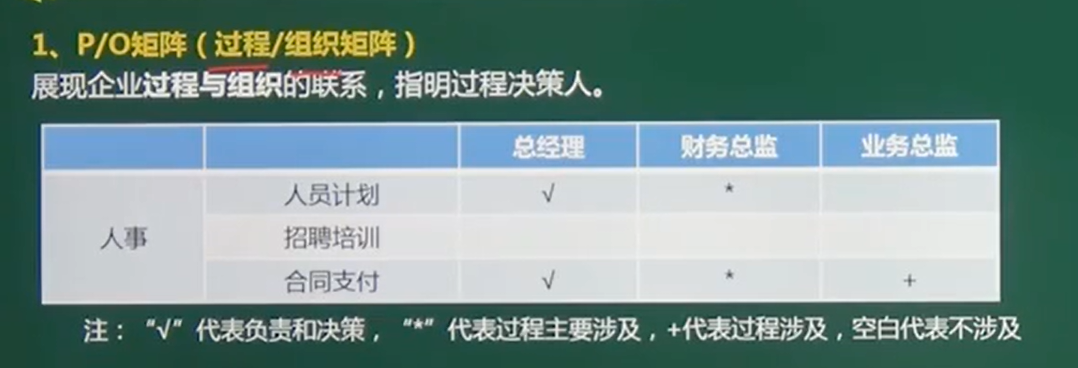 1、P/O矩阵（过程/组织矩阵）
展现企业过程与组织的联系，指明过程决策人。
总经理 财务总监 业务总监
人事 人员计划 √ *
招聘培训
合同支付 √ * +
注：“√”代表负责和决策，“*”代表过程主要涉及，+代表过程涉及，空白代表不涉及